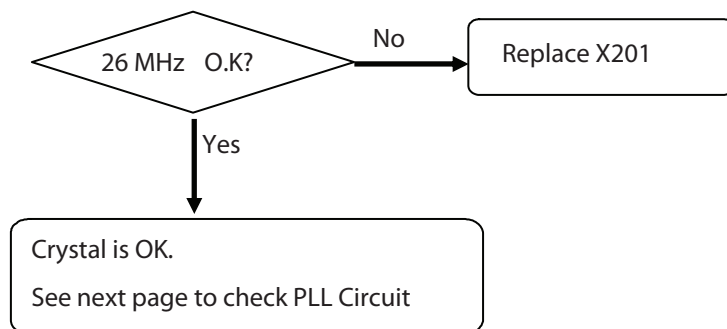 26 MHz O.K?
No
Replace X201
Yes
Crystal is OK.
See next page to check PLL Circuit